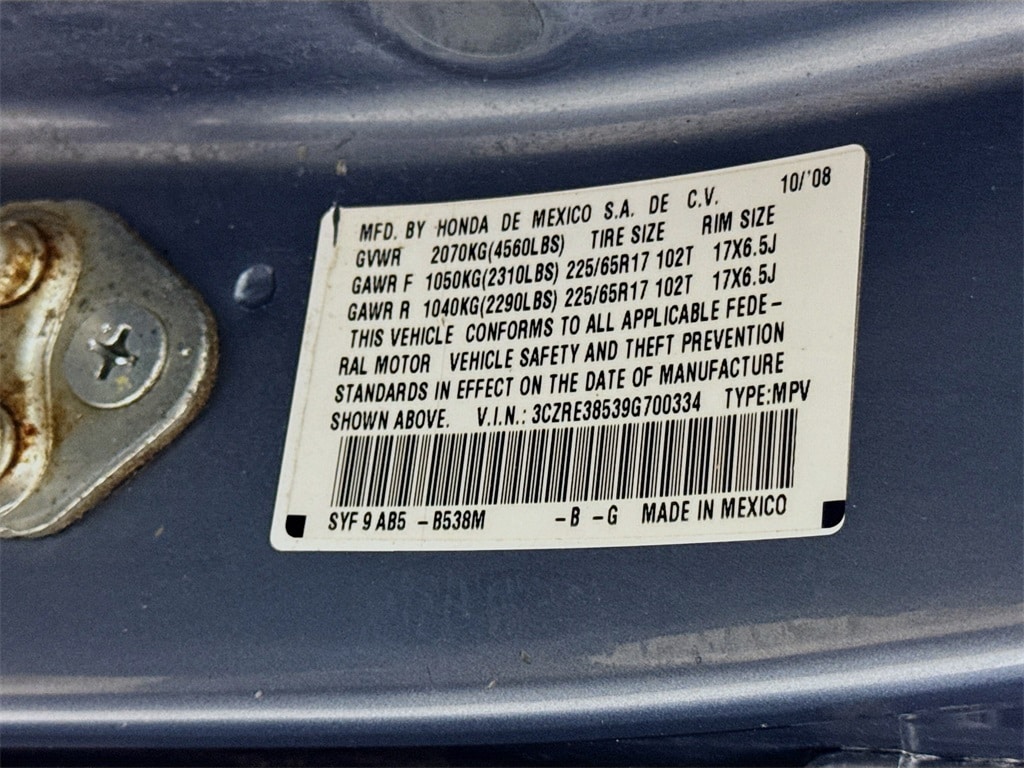 MFD. BY HONDA DE MEXICO S.A. DE C.V. 10/'08
GVWR 2070KG(4560LBS) TIRE SIZE RIM SIZE
GAWR F 1050KG(2310LBS) 225/65R17 102T 17X6.5J
GAWR R 1040KG(2290LBS) 225/65R17 102T 17X6.5J
THIS VEHICLE CONFORMS TO ALL APPLICABLE FEDE-
RAL MOTOR VEHICLE SAFETY AND THEFT PREVENTION
STANDARDS IN EFFECT ON THE DATE OF MANUFACTURE
SHOWN ABOVE. V.I.N.: 3CZRE38539G700334 TYPE:MPV
SYF 9 AB5 -B538M -B -G MADE IN MEXICO